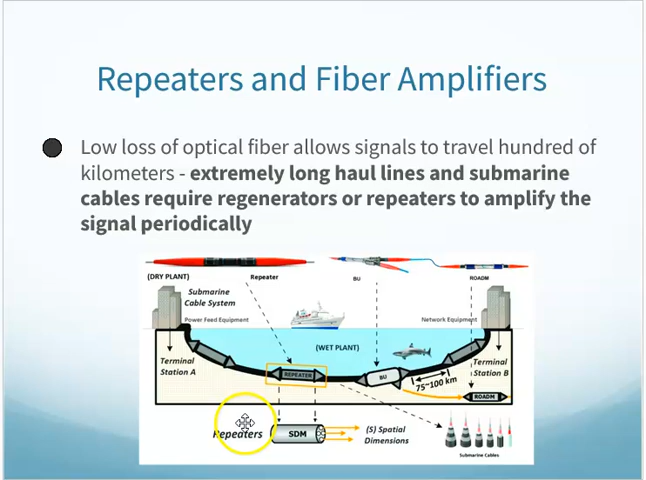 Repeaters and Fiber Amplifiers
Low loss of optical fiber allows signals to travel hundred of
kilometers - extremely long haul lines and submarine
cables require regenerators or repeaters to amplify the
signal periodically
(DRY PLANT)
Repeater
BU
ROADM
Submarine
Cable System
Power Feed Equipment
Network Equipment
(WET PLANT)
Terminal
Station A
REPEATER
BU
75~100 km
Terminal
Station B
ROADM
Repeaters
SDM
(S) Spatial
Dimensions
Submarine Cables